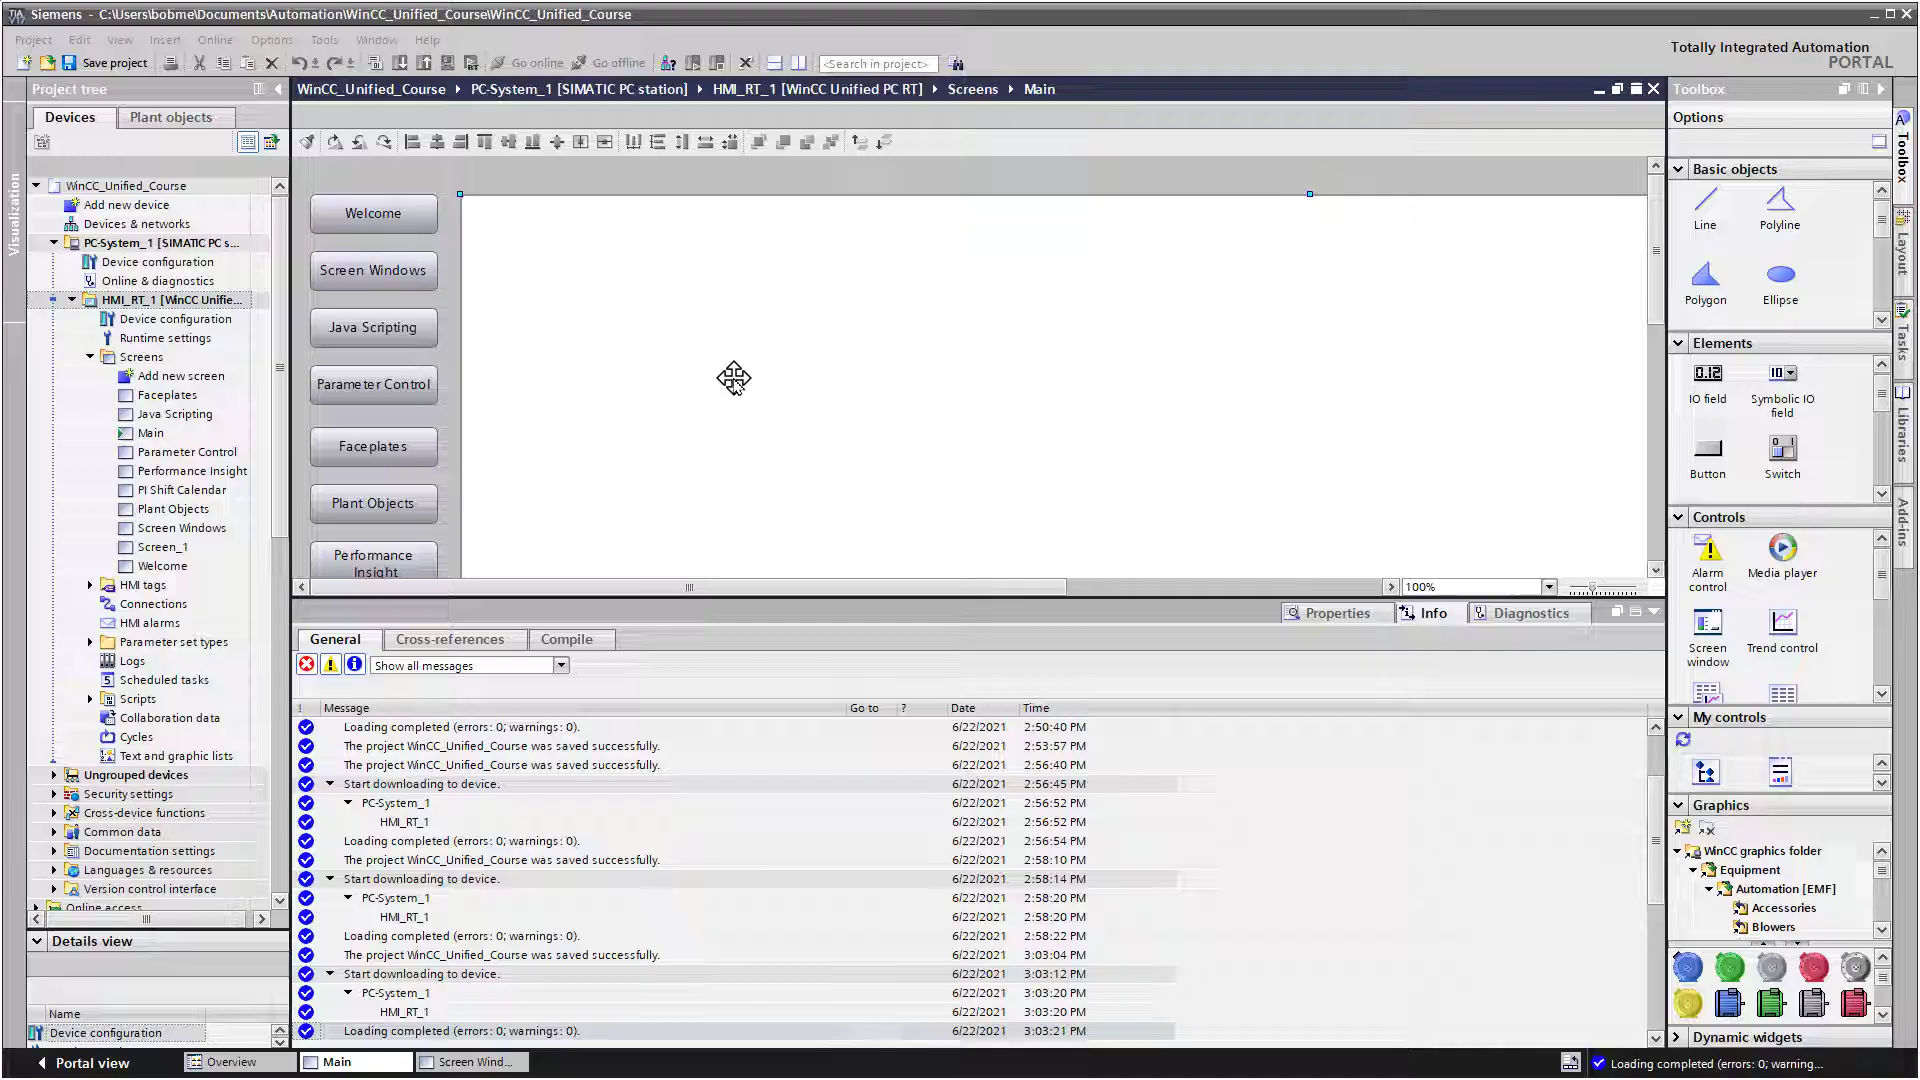 Siemens - C:\Users\bobme\Documents\Automation\WinCC_Unified_Course\WinCC_Unified_Course
Project Edit View Insert Online Options Tools Window Help
Totally Integrated Automation
PORTAL
Save project
Go online
Go offline
<Search in project>
Project tree
WinCC_Unified_Course
PC-System_1 [SIMATIC PC station]
HMI_RT_1 [WinCC Unified PC RT]
Screens
Main
Toolbox
Devices
Plant objects
Options
Visualization
WinCC_Unified_Course
Add new device
Devices & networks
PC-System_1 [SIMATIC PC s...
Device configuration
Online & diagnostics
HMI_RT_1 [WinCC Unifie...
Device configuration
Runtime settings
Screens
Add new screen
Faceplates
Java Scripting
Main
Parameter Control
Performance Insight
PI Shift Calendar
Plant Objects
Screen Windows
Screen_1
Welcome
HMI tags
Connections
HMI alarms
Parameter set types
Logs
Scheduled tasks
Scripts
Collaboration data
Cycles
Text and graphic lists
Ungrouped devices
Security settings
Cross-device functions
Common data
Documentation settings
Languages & resources
Version control interface
Online access
Details view
Name
Device configuration
Welcome
Screen Windows
Java Scripting
Parameter Control
Faceplates
Plant Objects
Performance
Insight
100%
Properties
Info
Diagnostics
General
Cross-references
Compile
Show all messages
! Message Go to ? Date Time
Loading completed (errors: 0; warnings: 0). 6/22/2021 2:50:40 PM
The project WinCC_Unified_Course was saved successfully. 6/22/2021 2:53:57 PM
The project WinCC_Unified_Course was saved successfully. 6/22/2021 2:56:40 PM
Start downloading to device. 6/22/2021 2:56:45 PM
PC-System_1 6/22/2021 2:56:52 PM
HMI_RT_1 6/22/2021 2:56:52 PM
Loading completed (errors: 0; warnings: 0). 6/22/2021 2:56:54 PM
The project WinCC_Unified_Course was saved successfully. 6/22/2021 2:58:10 PM
Start downloading to device. 6/22/2021 2:58:14 PM
PC-System_1 6/22/2021 2:58:20 PM
HMI_RT_1 6/22/2021 2:58:20 PM
Loading completed (errors: 0; warnings: 0). 6/22/2021 2:58:22 PM
The project WinCC_Unified_Course was saved successfully. 6/22/2021 3:03:04 PM
Start downloading to device. 6/22/2021 3:03:12 PM
PC-System_1 6/22/2021 3:03:20 PM
HMI_RT_1 6/22/2021 3:03:20 PM
Loading completed (errors: 0; warnings: 0). 6/22/2021 3:03:21 PM
Basic objects
Line
Polyline
Polygon
Ellipse
Elements
0.12
10
IO field
Symbolic IO
field
Button
Switch
Controls
Alarm
control
Media player
Screen
window
Trend control
My controls
Graphics
WinCC graphics folder
Equipment
Automation [EMF]
Accessories
Blowers
Dynamic widgets
Toolbox
Layout
Tasks
Libraries
Add-ins
Portal view
Overview
Main
Screen Wind...
Loading completed (errors: 0; warning...